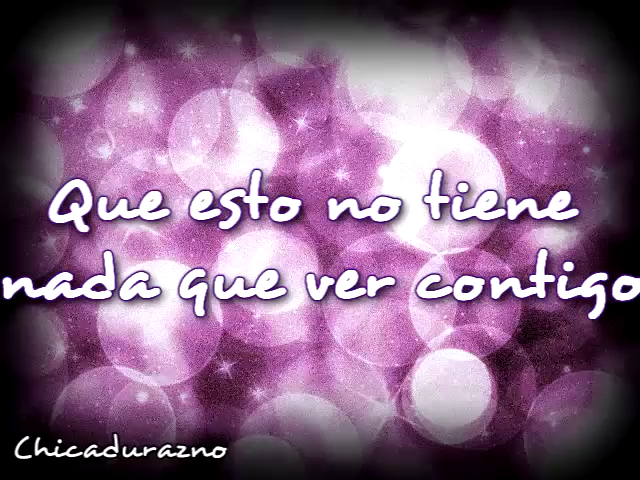 Que esto no tiene
nada que ver contigo
Chicadurazno